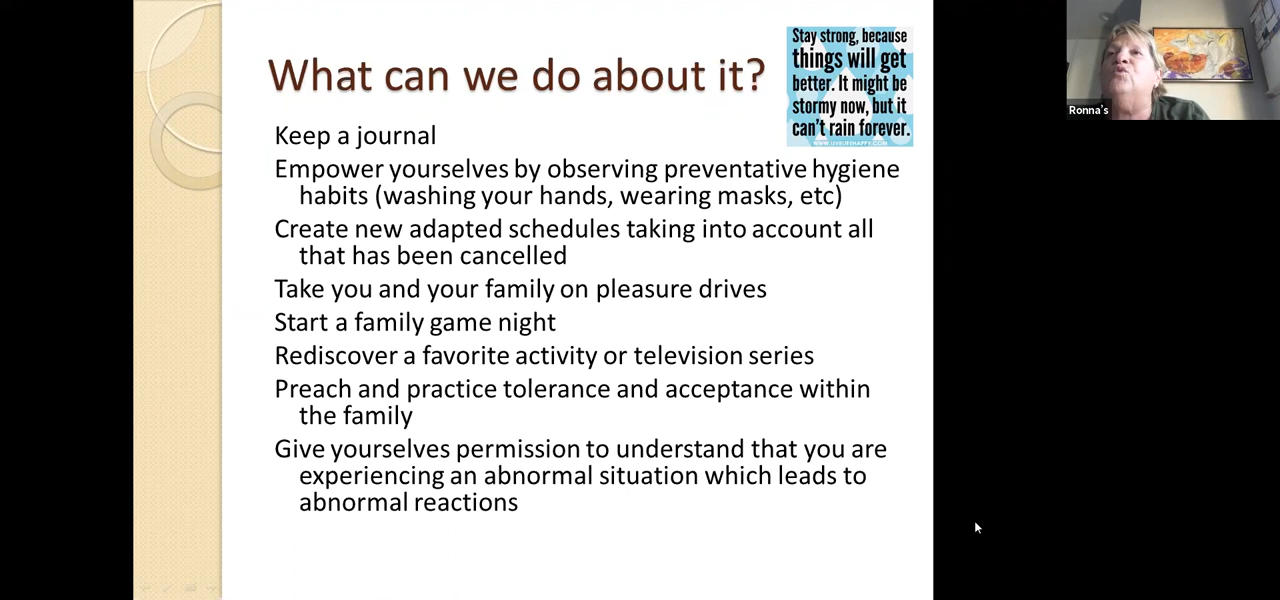 What can we do about it?
Stay strong, because
things will get
better. It might be
stormy now, but it
can't rain forever.
WWW.LIVELIFEHAPPY.COM
Keep a journal
Empower yourselves by observing preventative hygiene
habits (washing your hands, wearing masks, etc)
Create new adapted schedules taking into account all
that has been cancelled
Take you and your family on pleasure drives
Start a family game night
Rediscover a favorite activity or television series
Preach and practice tolerance and acceptance within
the family
Give yourselves permission to understand that you are
experiencing an abnormal situation which leads to
abnormal reactions
Ronna's